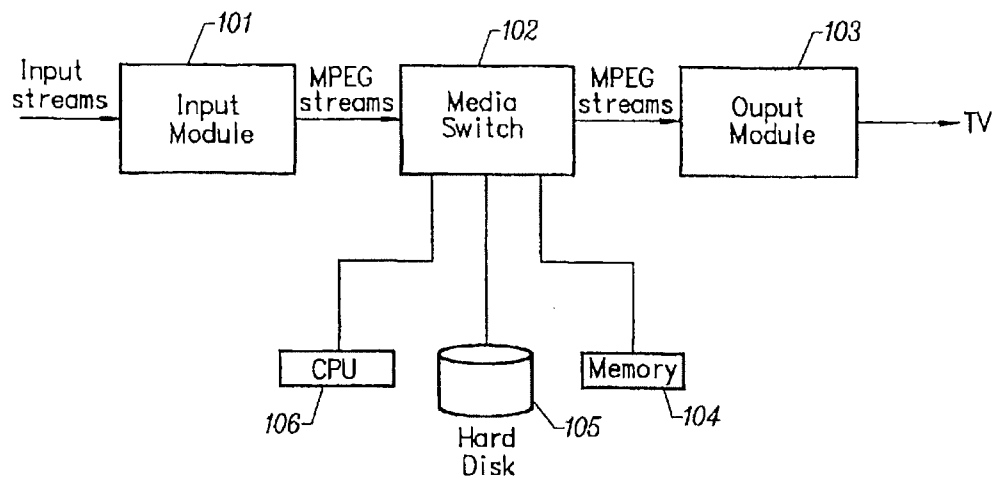 101
102
103
Input
streams
Input
Module
MPEG
streams
Media
Switch
MPEG
streams
Ouput
Module
TV
CPU
106
Hard
Disk
105
Memory
104